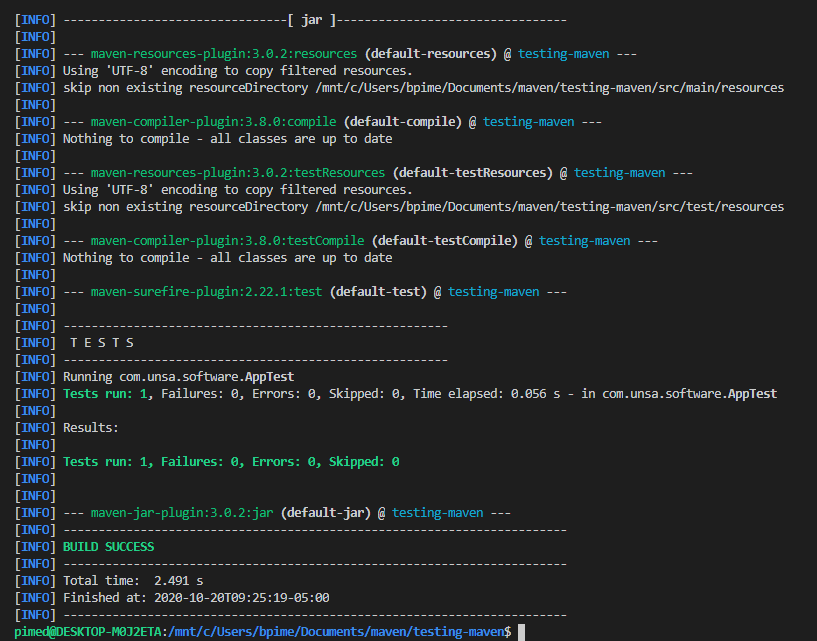 [INFO] --------------------------------[ jar ]---------------------------------
[INFO]
[INFO] --- maven-resources-plugin:3.0.2:resources (default-resources) @ testing-maven ---
[INFO] Using 'UTF-8' encoding to copy filtered resources.
[INFO] skip non existing resourceDirectory /mnt/c/Users/bpime/Documents/maven/testing-maven/src/main/resources
[INFO]
[INFO] --- maven-compiler-plugin:3.8.0:compile (default-compile) @ testing-maven ---
[INFO] Nothing to compile - all classes are up to date
[INFO]
[INFO] --- maven-resources-plugin:3.0.2:testResources (default-testResources) @ testing-maven ---
[INFO] Using 'UTF-8' encoding to copy filtered resources.
[INFO] skip non existing resourceDirectory /mnt/c/Users/bpime/Documents/maven/testing-maven/src/test/resources
[INFO]
[INFO] --- maven-compiler-plugin:3.8.0:testCompile (default-testCompile) @ testing-maven ---
[INFO] Nothing to compile - all classes are up to date
[INFO]
[INFO] --- maven-surefire-plugin:2.22.1:test (default-test) @ testing-maven ---
[INFO]
[INFO] -------------------------------------------------------
[INFO]  T E S T S
[INFO] -------------------------------------------------------
[INFO] Running com.unsa.software.AppTest
[INFO] Tests run: 1, Failures: 0, Errors: 0, Skipped: 0, Time elapsed: 0.056 s - in com.unsa.software.AppTest
[INFO]
[INFO] Results:
[INFO]
[INFO] Tests run: 1, Failures: 0, Errors: 0, Skipped: 0
[INFO]
[INFO]
[INFO] --- maven-jar-plugin:3.0.2:jar (default-jar) @ testing-maven ---
[INFO] ------------------------------------------------------------------------
[INFO] BUILD SUCCESS
[INFO] ------------------------------------------------------------------------
[INFO] Total time:  2.491 s
[INFO] Finished at: 2020-10-20T09:25:19-05:00
[INFO] ------------------------------------------------------------------------
pimed@DESKTOP-M0J2ETA:/mnt/c/Users/bpime/Documents/maven/testing-maven$